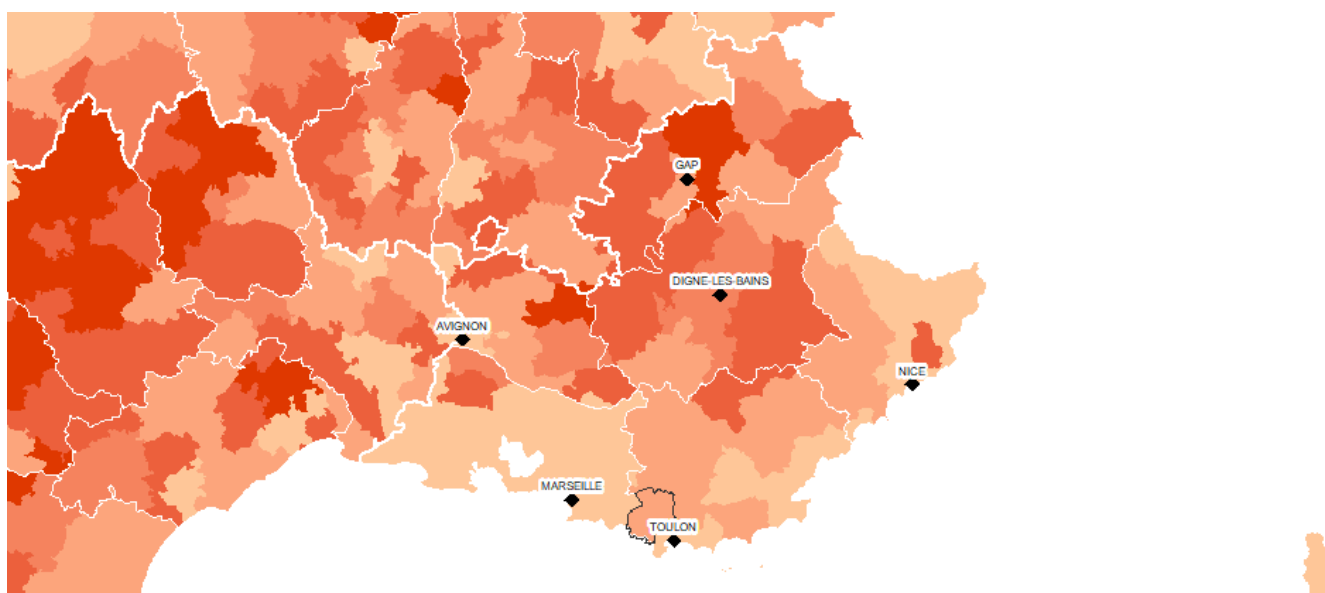 GAP
DIGNE-LES-BAINS
AVIGNON
NICE
MARSEILLE
TOULON